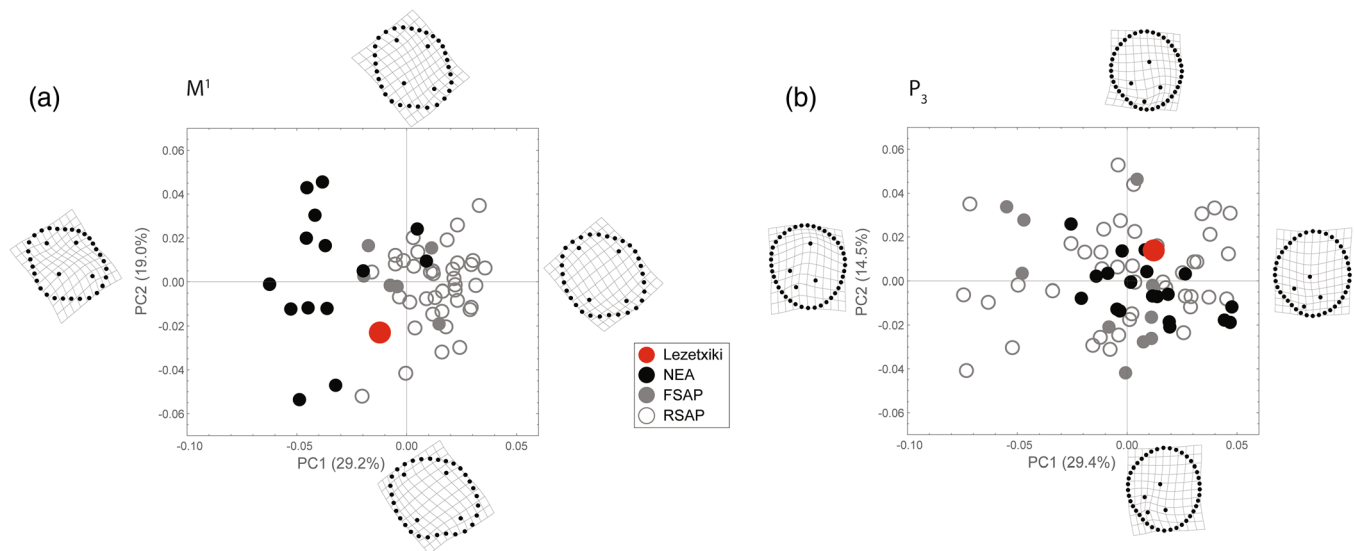 (a)
M1
0.06
0.04
0.02
0.00
-0.02
-0.04
-0.06
PC2 (19.0%)
-0.10
-0.05
0.00
0.05
PC1 (29.2%)
Lezetxiki
NEA
FSAP
RSAP
(b)
P3
0.06
0.04
0.02
0.00
-0.02
-0.04
-0.06
PC2 (14.5%)
-0.10
-0.05
0.00
0.05
PC1 (29.4%)